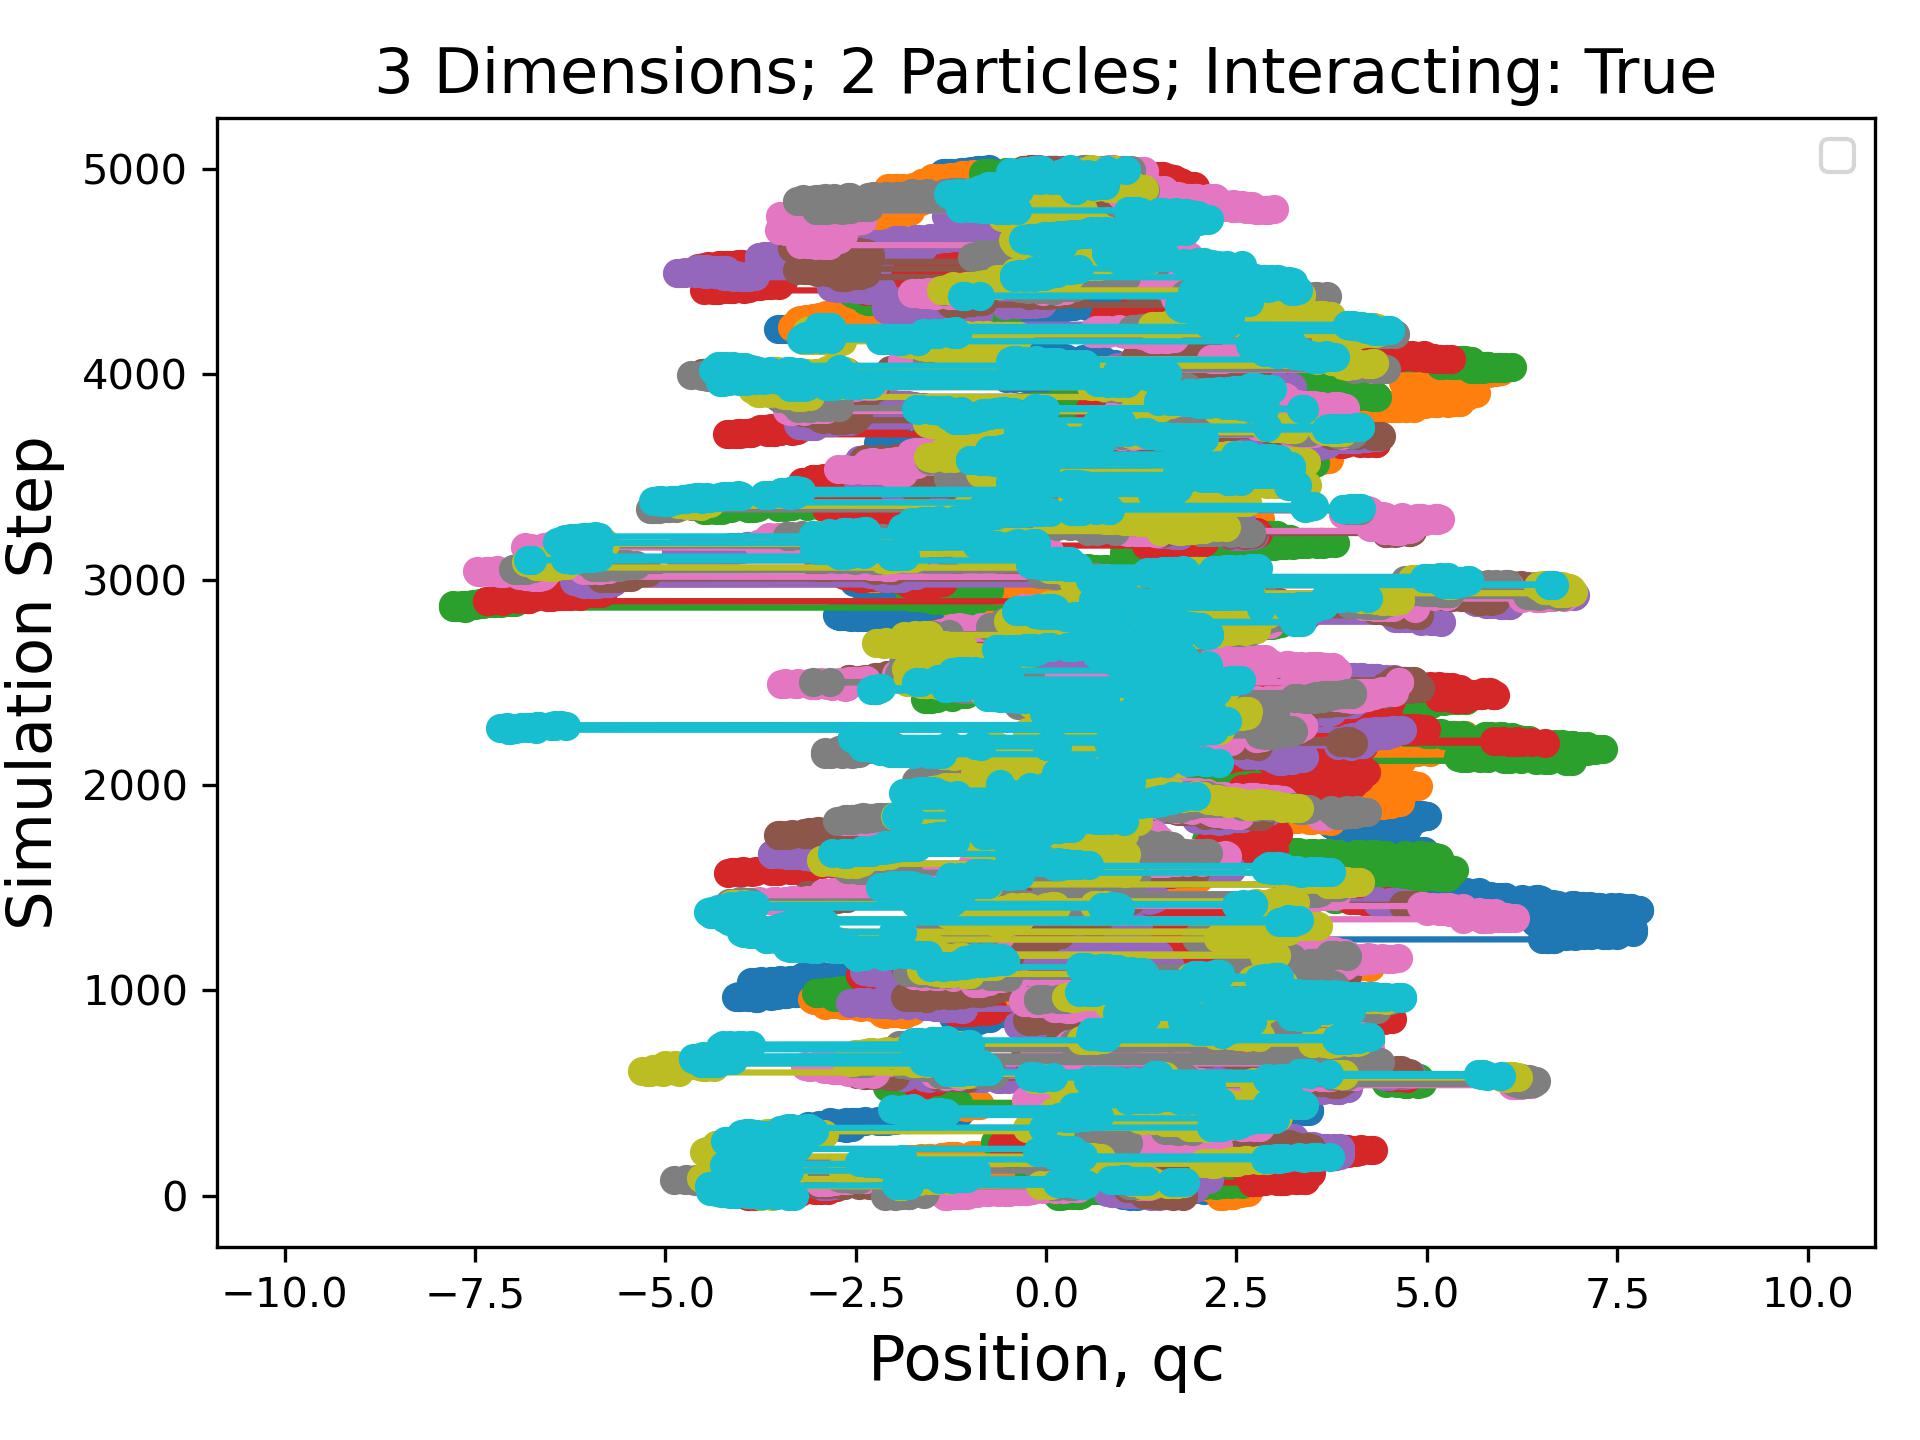 3 Dimensions; 2 Particles; Interacting: True
Simulation Step
5000
4000
3000
2000
1000
0
−10.0 −7.5 −5.0 −2.5 0.0 2.5 5.0 7.5 10.0
Position, qc